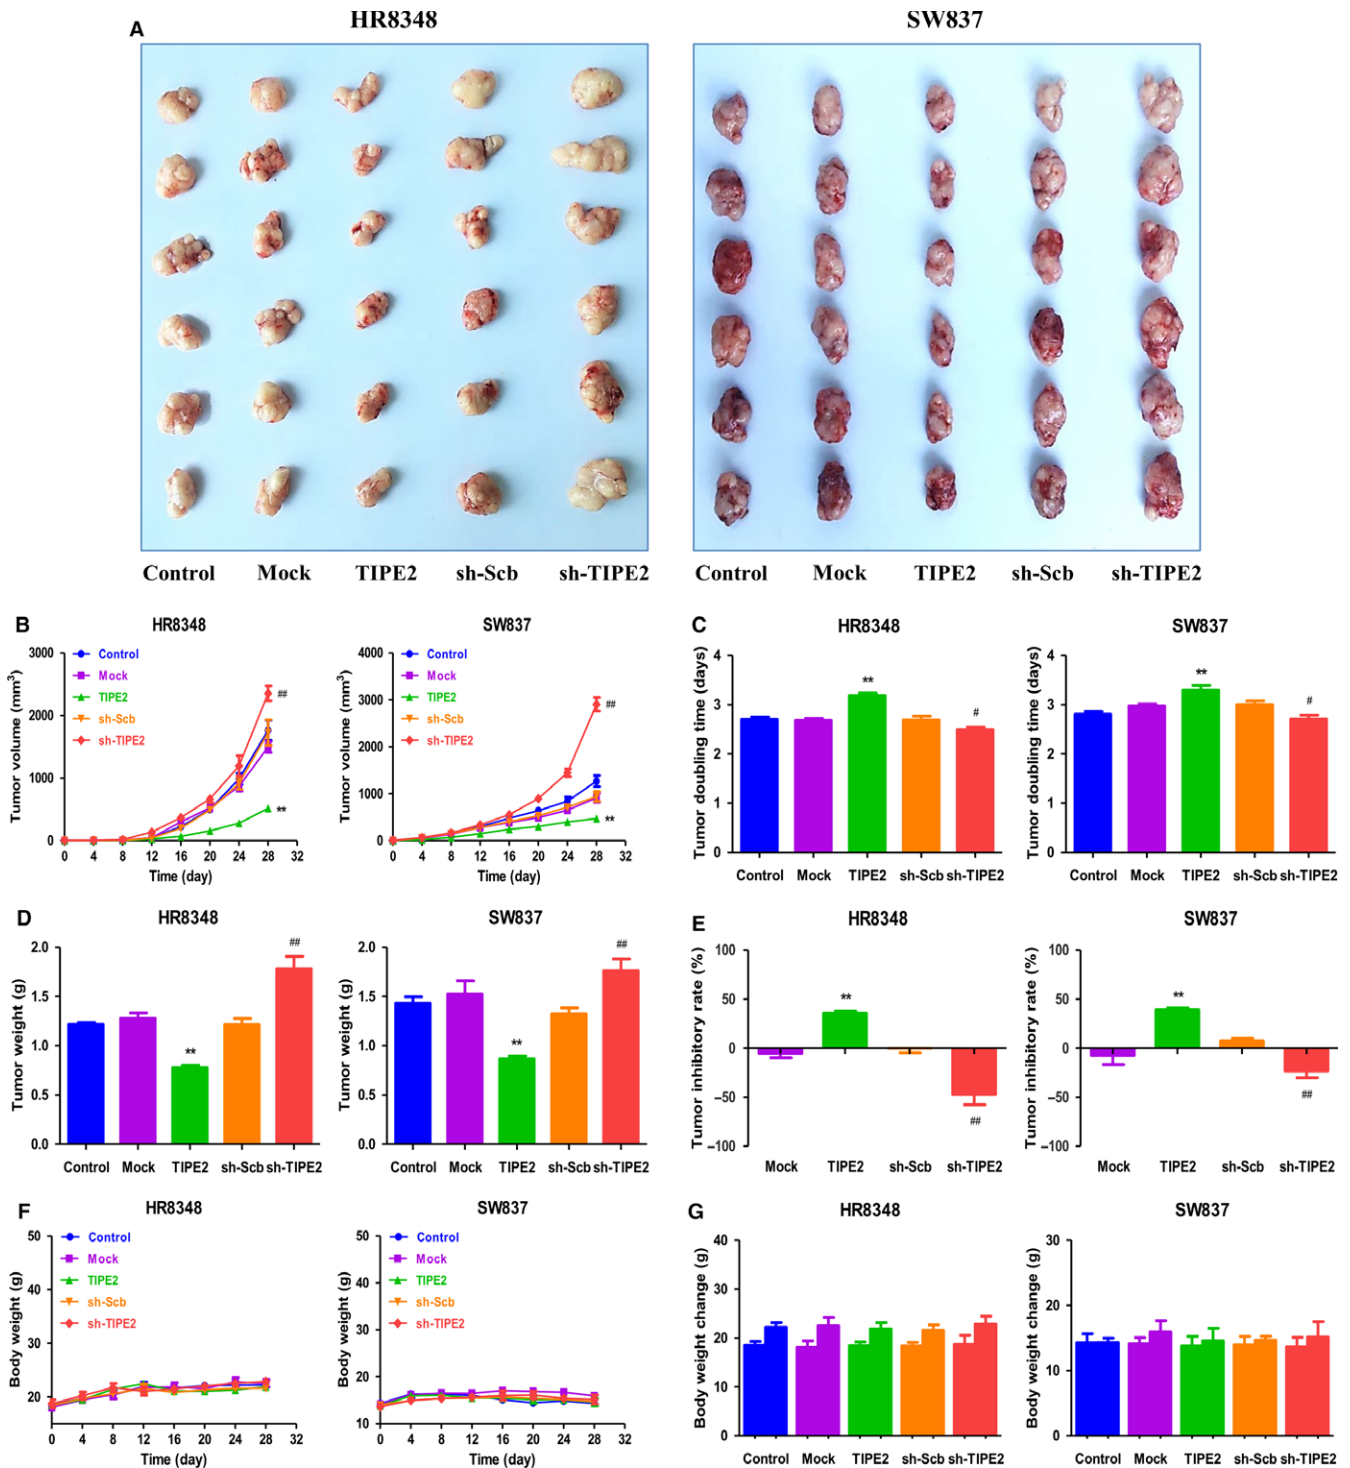 A
HR8348
SW837
Control Mock TIPE2 sh-Scb sh-TIPE2
Control Mock TIPE2 sh-Scb sh-TIPE2
B
HR8348
Tumor volume (mm³)
3000
2000
1000
0
Control
Mock
TIPE2
sh-Scb
sh-TIPE2
##
**
0 4 8 12 16 20 24 28 32
Time (day)
SW837
Tumor volume (mm³)
4000
3000
2000
1000
0
Control
Mock
TIPE2
sh-Scb
sh-TIPE2
##
**
0 4 8 12 16 20 24 28 32
Time (day)
C
HR8348
Tumor doubling time (days)
4
3
2
1
0
**
#
Control Mock TIPE2 sh-Scb sh-TIPE2
SW837
Tumor doubling time (days)
4
3
2
1
0
**
#
Control Mock TIPE2 sh-Scb sh-TIPE2
D
HR8348
Tumor weight (g)
2.0
1.5
1.0
0.5
0.0
**
##
Control Mock TIPE2 sh-Scb sh-TIPE2
SW837
Tumor weight (g)
2.0
1.5
1.0
0.5
0.0
**
##
Control Mock TIPE2 sh-Scb sh-TIPE2
E
HR8348
Tumor inhibitory rate (%)
100
50
0
−50
−100
**
##
Mock TIPE2 sh-Scb sh-TIPE2
SW837
Tumor inhibitory rate (%)
100
50
0
−50
−100
**
##
Mock TIPE2 sh-Scb sh-TIPE2
F
HR8348
Body weight (g)
50
40
30
20
Control
Mock
TIPE2
sh-Scb
sh-TIPE2
0 4 8 12 16 20 24 28 32
Time (day)
SW837
Body weight (g)
50
40
30
20
10
Control
Mock
TIPE2
sh-Scb
sh-TIPE2
0 4 8 12 16 20 24 28 32
Time (day)
G
HR8348
Body weight change (g)
40
30
20
10
0
Control Mock TIPE2 sh-Scb sh-TIPE2
SW837
Body weight change (g)
30
20
10
0
Control Mock TIPE2 sh-Scb sh-TIPE2